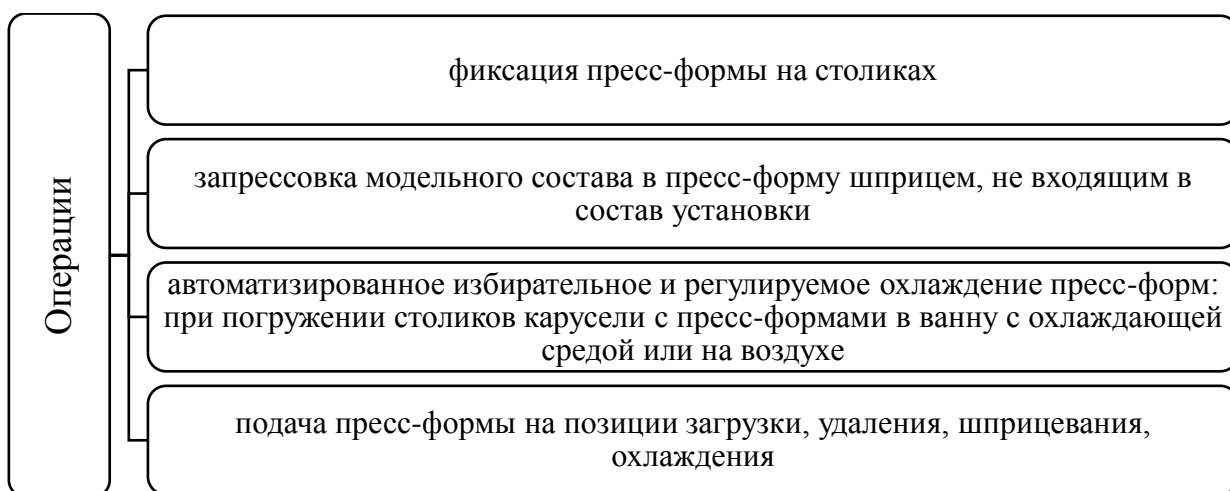 Операции
фиксация пресс-формы на столиках
запрессовка модельного состава в пресс-форму шприцем, не входящим в
состав установки
автоматизированное избирательное и регулируемое охлаждение пресс-форм:
при погружении столиков карусели с пресс-формами в ванну с охлаждающей
средой или на воздухе
подача пресс-формы на позиции загрузки, удаления, шприцевания,
охлаждения